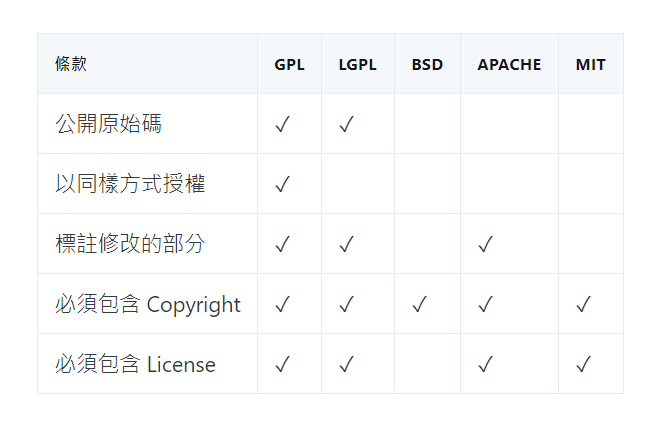 條款 GPL LGPL BSD APACHE MIT
公開原始碼 ✓ ✓
以同樣方式授權 ✓
標註修改的部分 ✓ ✓ ✓
必須包含 Copyright ✓ ✓ ✓ ✓ ✓
必須包含 License ✓ ✓ ✓ ✓